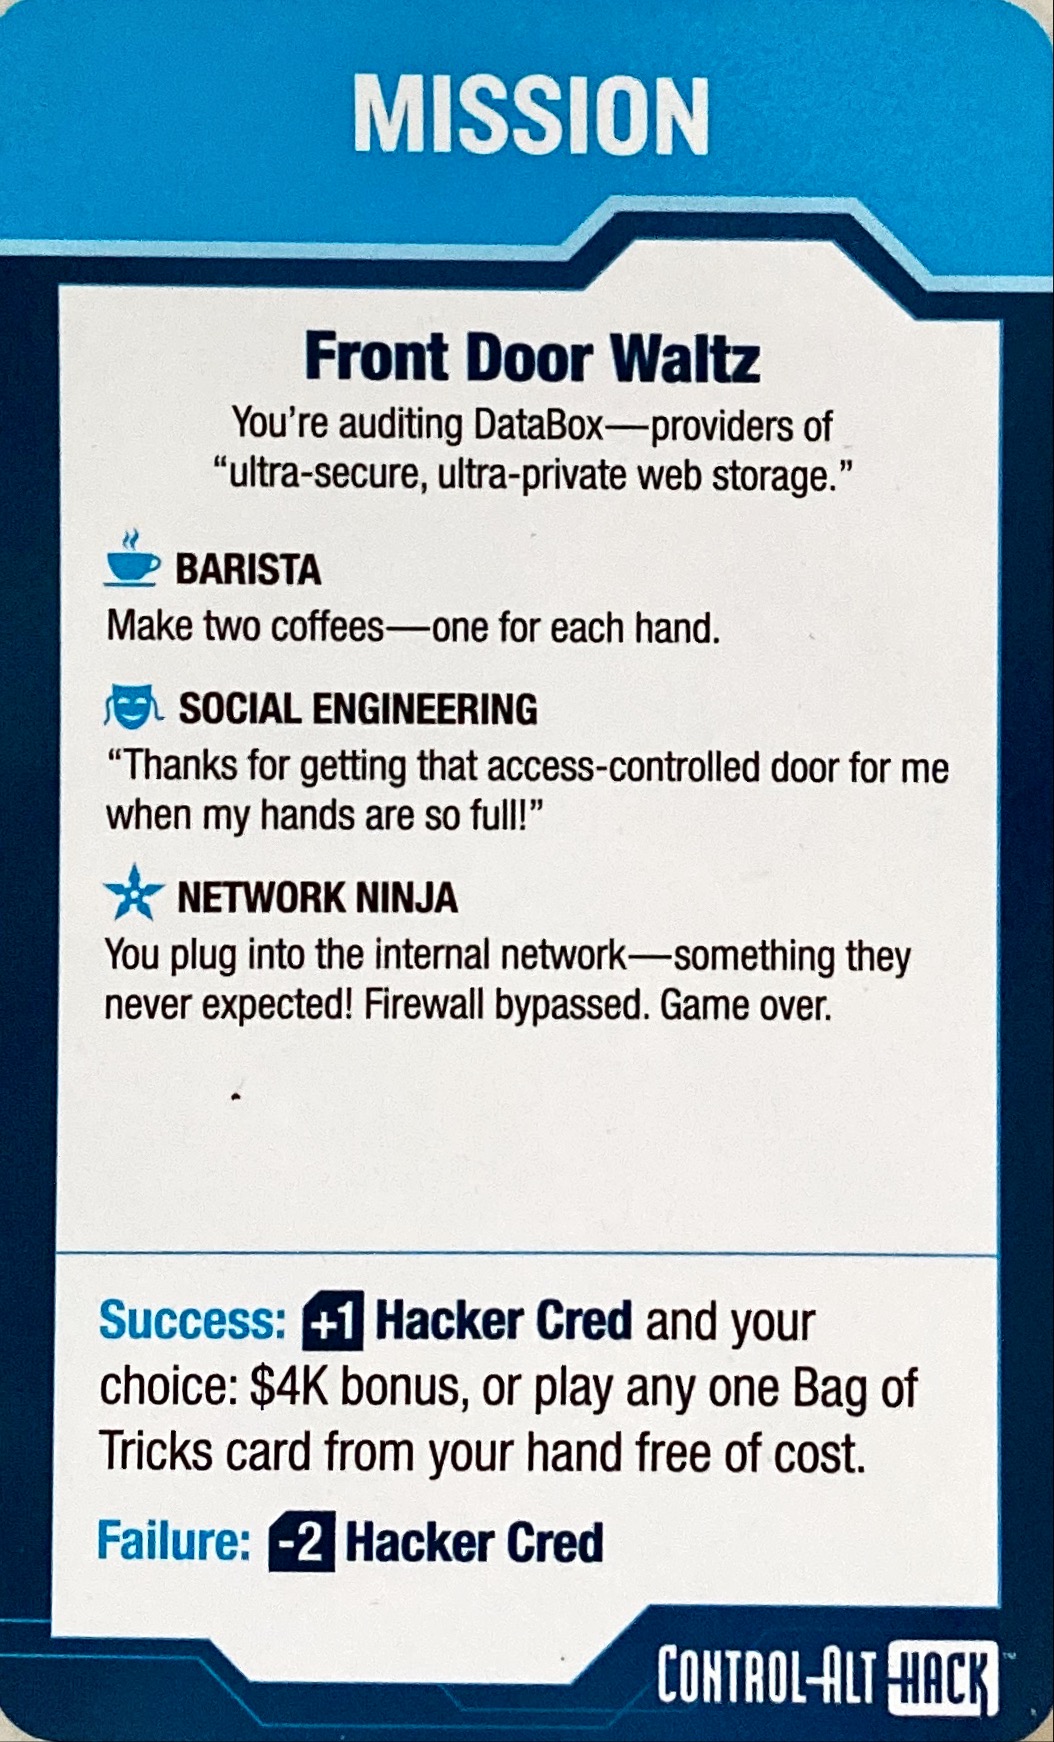 MISSION
Front Door Waltz
You’re auditing DataBox—providers of
“ultra-secure, ultra-private web storage.”
BARISTA
Make two coffees—one for each hand.
SOCIAL ENGINEERING
“Thanks for getting that access-controlled door for me
when my hands are so full!”
NETWORK NINJA
You plug into the internal network—something they
never expected! Firewall bypassed. Game over.
Success: +1 Hacker Cred and your
choice: $4K bonus, or play any one Bag of
Tricks card from your hand free of cost.
Failure: -2 Hacker Cred
CONTROL-ALT-HACK™